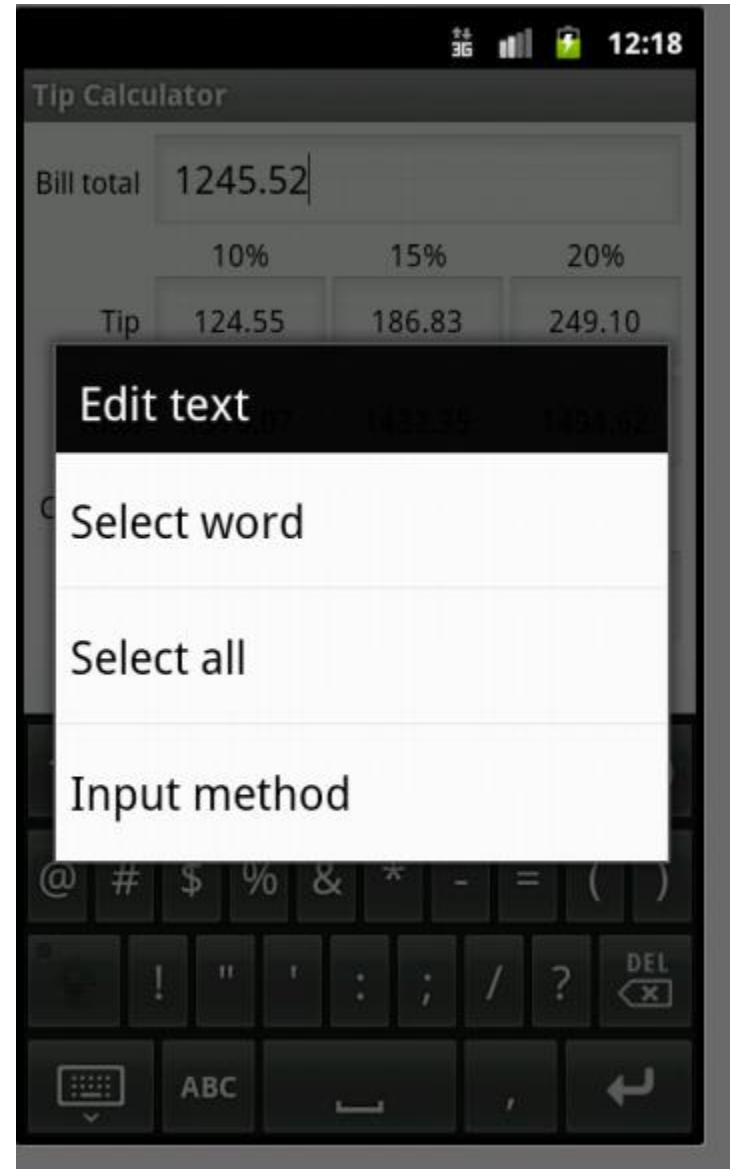 3G 12:18
Tip Calculator
Bill total 1245.52
10% 15% 20%
Tip 124.55 186.83 249.10
Edit text
Select word
Select all
Input method
@ # $ % & * - = ( )
! " ' : ; / ? DEL
ABC ,